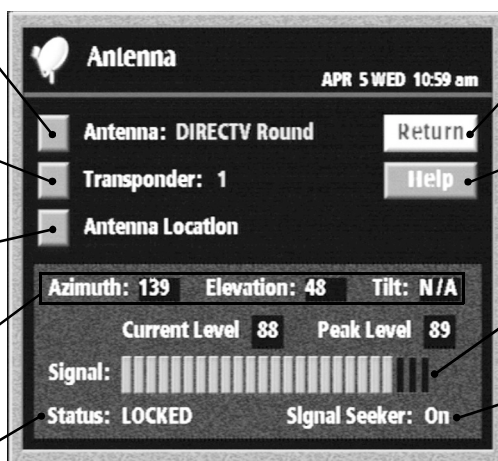 Antenna
APR 5 WED 10:59 am
Antenna: DIRECTV Round
Return
Transponder: 1
Help
Antenna Location
Azimuth: 139 Elevation: 48 Tilt: N/A
Current Level 88 Peak Level 89
Signal:
Status: LOCKED Signal Seeker: On